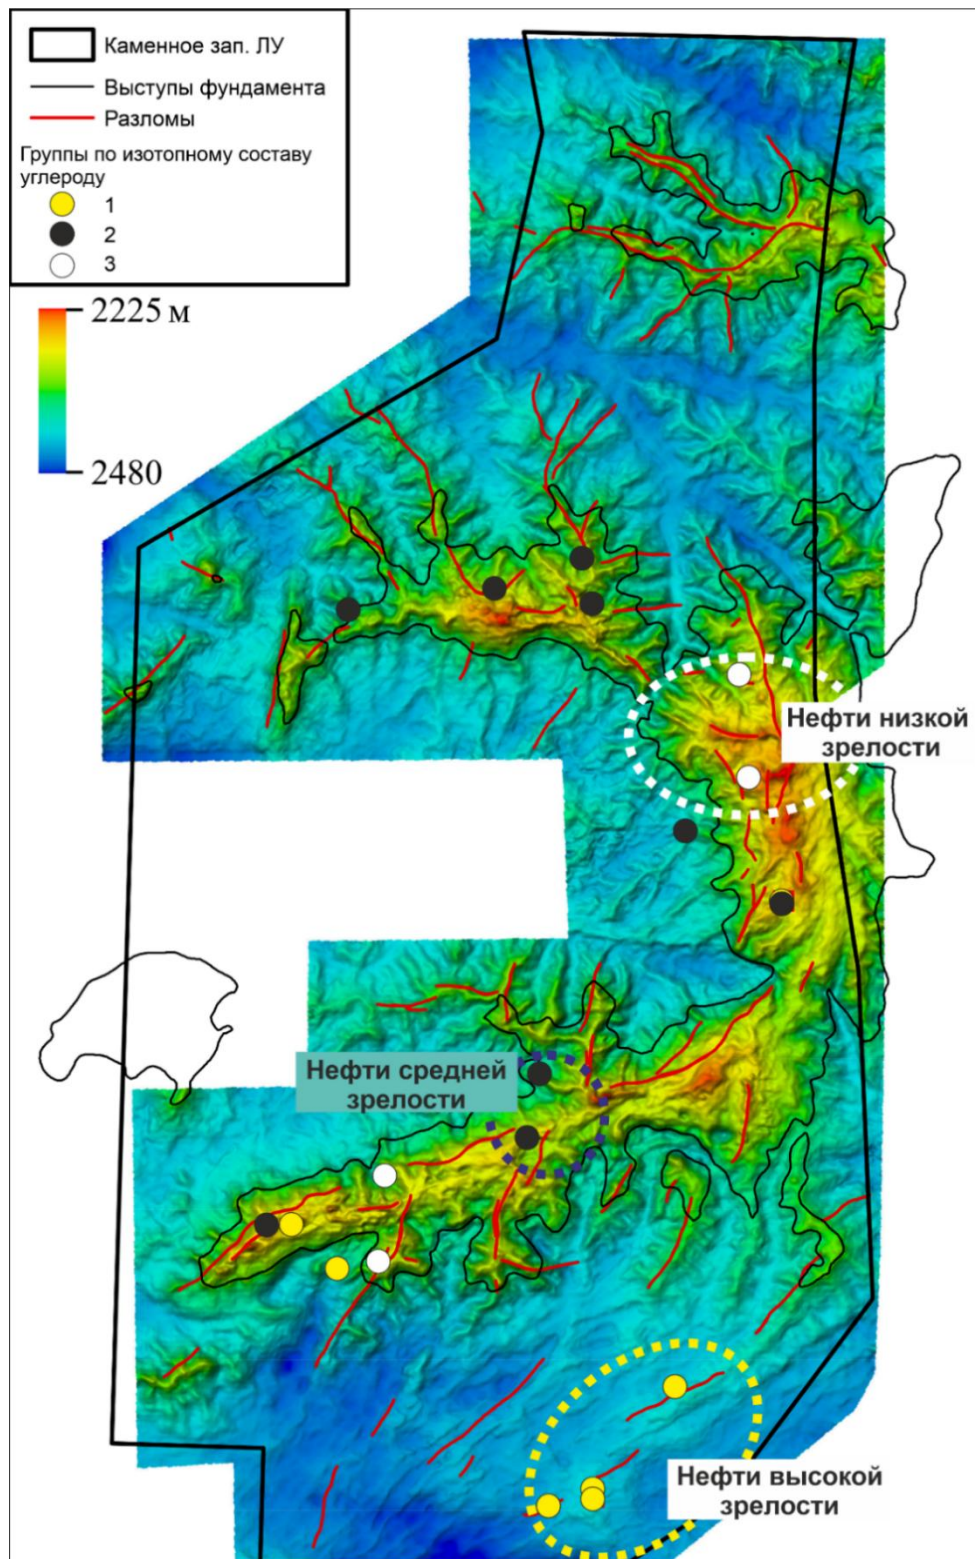 Каменное зап. ЛУ
Выступы фундамента
Разломы
Группы по изотопному составу
углероду
1
2
3
2225 м
2480
Нефти низкой
зрелости
Нефти средней
зрелости
Нефти высокой
зрелости